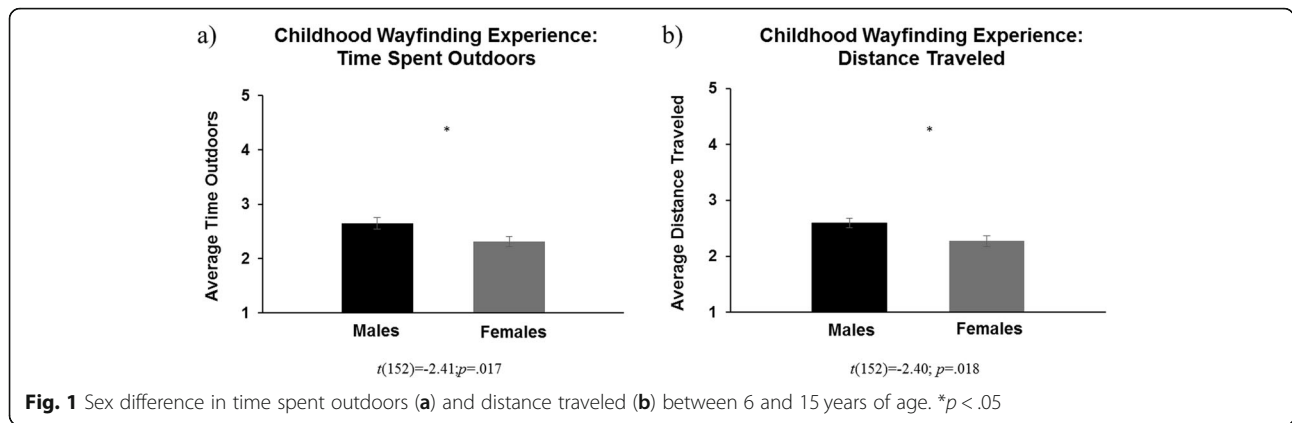 a)
Childhood Wayfinding Experience:
Time Spent Outdoors
Average Time Outdoors
5
4
3
2
1
*
Males
Females
t(152)=-2.41;p=.017
b)
Childhood Wayfinding Experience:
Distance Traveled
Average Distance Traveled
5
4
3
2
1
*
Males
Females
t(152)=-2.40; p=.018
Fig. 1 Sex difference in time spent outdoors (a) and distance traveled (b) between 6 and 15 years of age. *p < .05